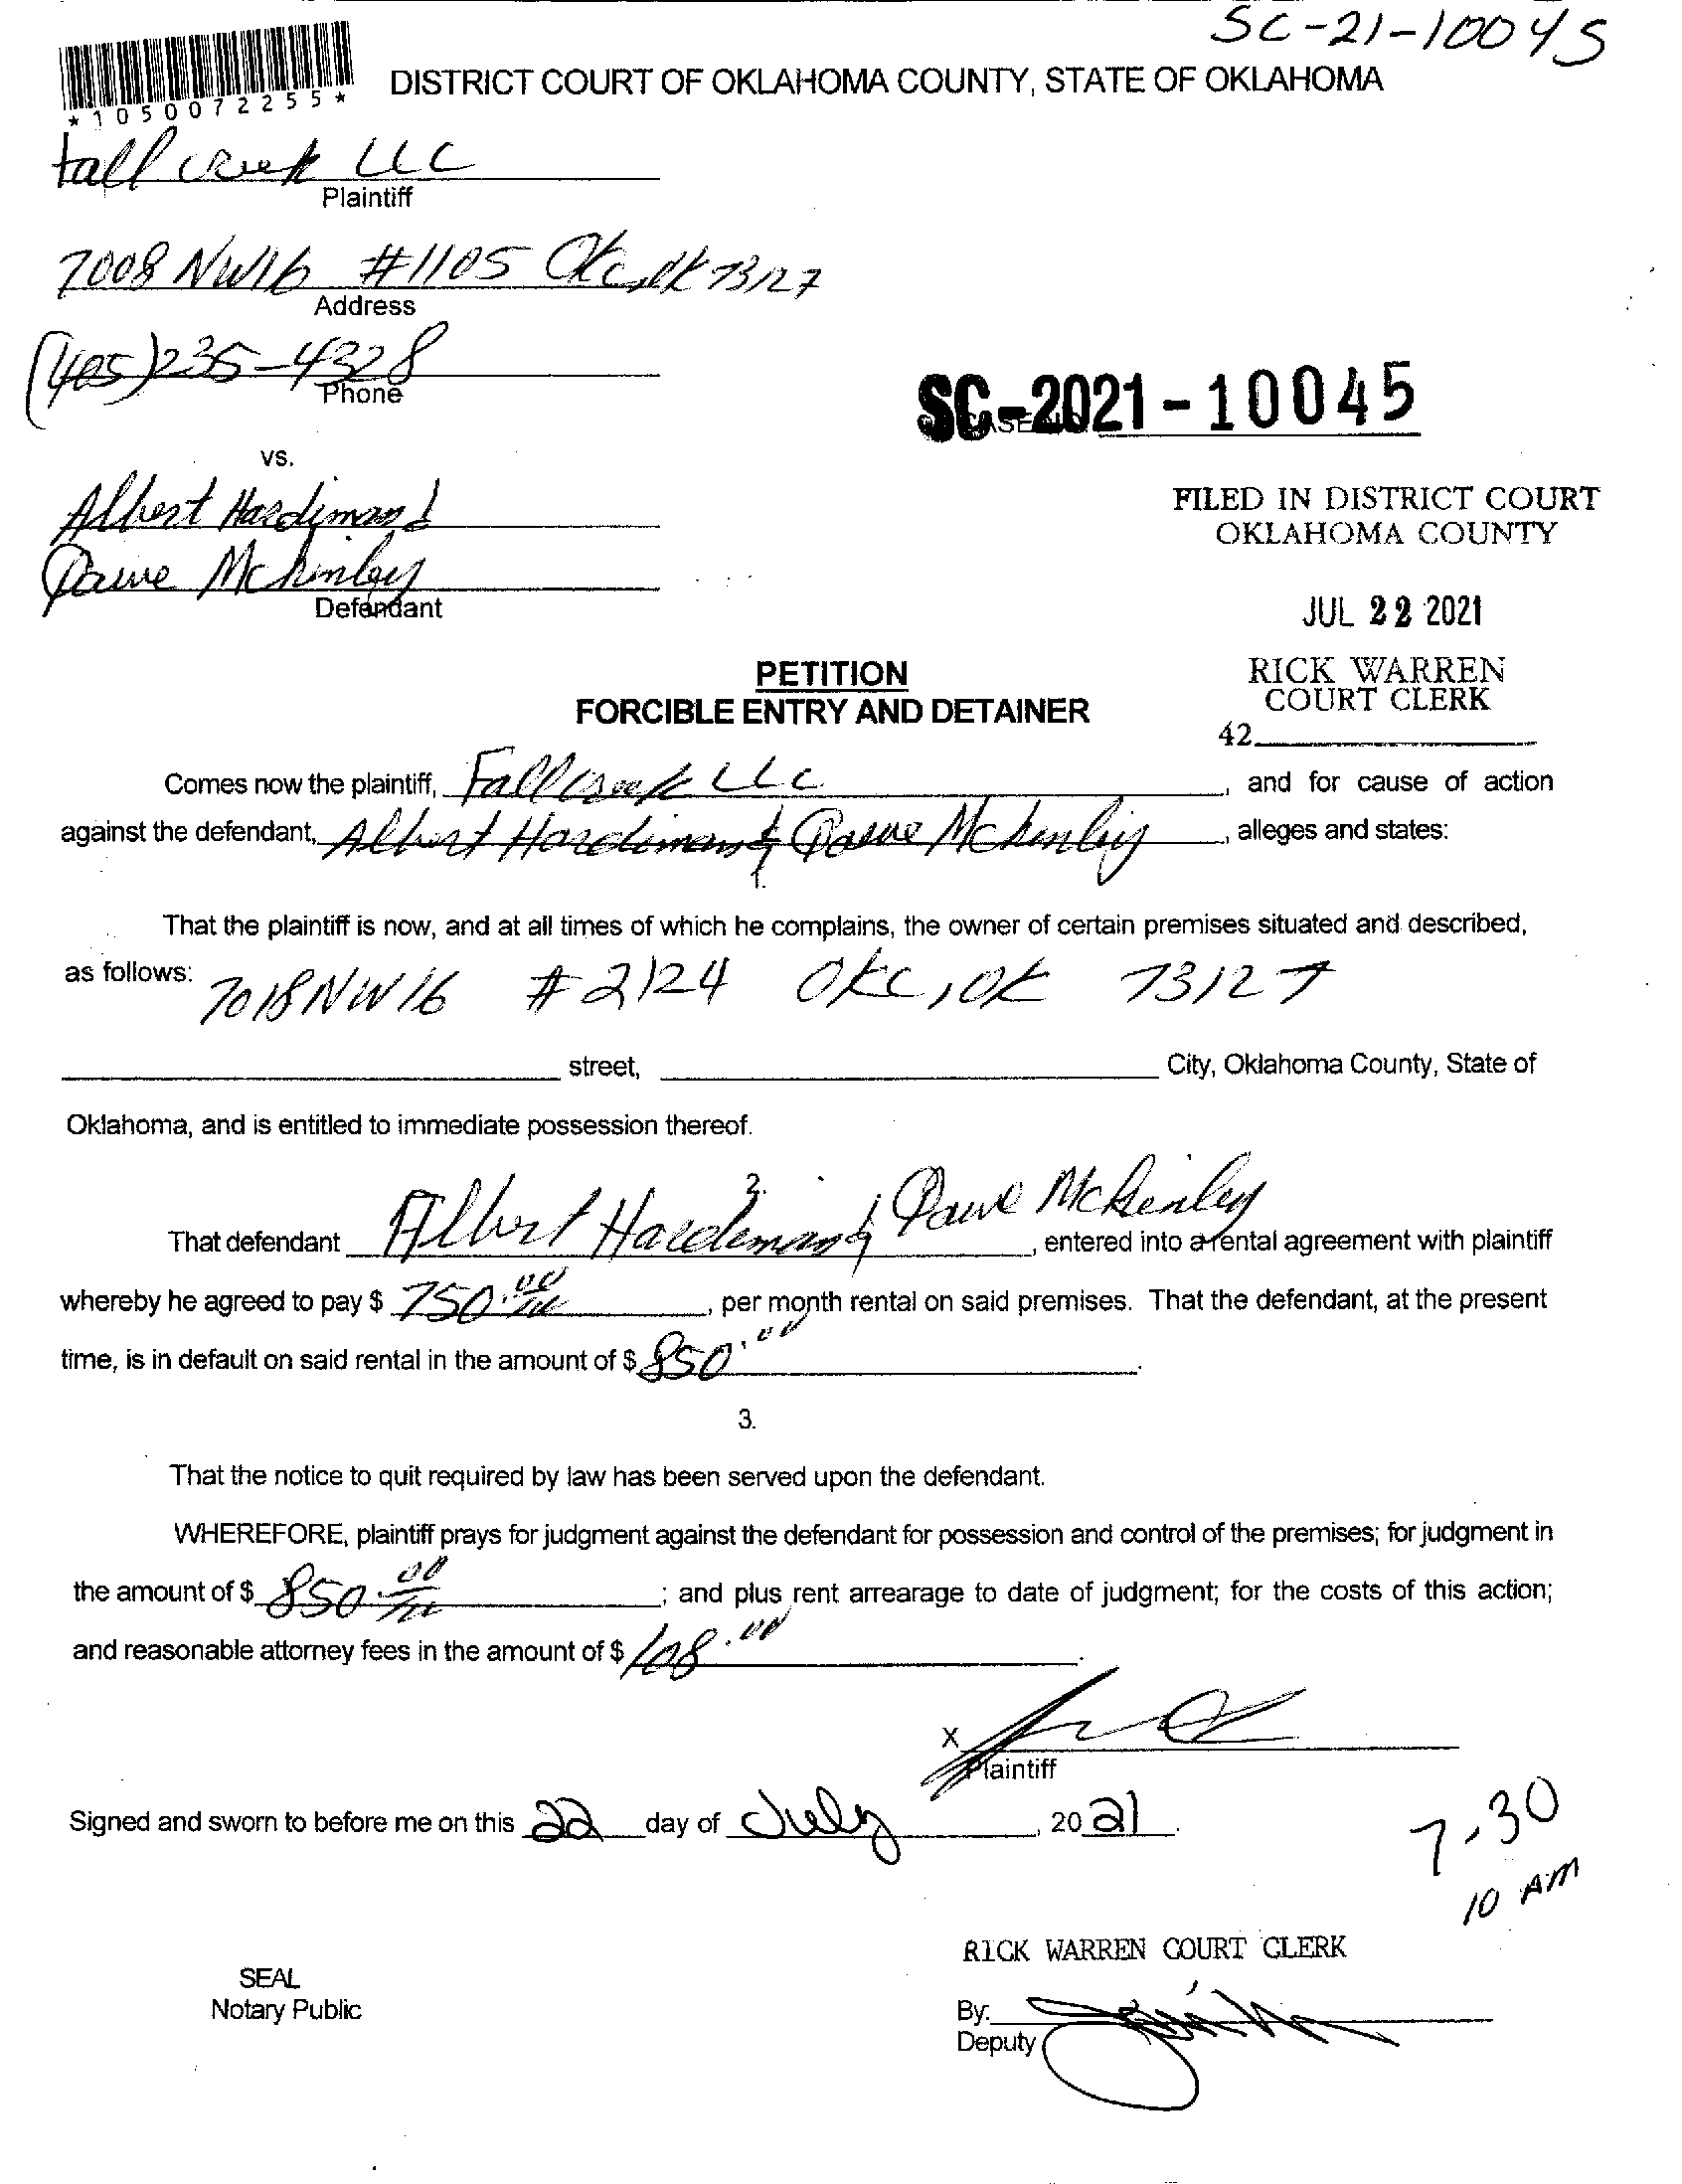 SC-21-10045
DISTRICT COURT OF OKLAHOMA COUNTY, STATE OF OKLAHOMA
*1050072255*
Fall creek LLC
Plaintiff
7008 NW16 #1105 Okc, ok 73127
Address
(405)235-4328
Phone
SC-2021-10045
vs.
Albert Hardiman &
Mckinley
Defendant
FILED IN DISTRICT COURT
OKLAHOMA COUNTY
JUL 22 2021
RICK WARREN
COURT CLERK
42
PETITION
FORCIBLE ENTRY AND DETAINER
Comes now the plaintiff, Fallcreek LLC, and for cause of action
against the defendant, Albert Hardiman & Mckinley, alleges and states:
1.
That the plaintiff is now, and at all times of which he complains, the owner of certain premises situated and described,
as follows: 7018 NW 16 #2124 OKC, OK 73127
street, City, Oklahoma County, State of
Oklahoma, and is entitled to immediate possession thereof.
2.
That defendant Albert Hardeman & Mckinley, entered into a rental agreement with plaintiff
whereby he agreed to pay $ 750.00, per month rental on said premises. That the defendant, at the present
time, is in default on said rental in the amount of $ 850.00.
3.
That the notice to quit required by law has been served upon the defendant.
WHEREFORE, plaintiff prays for judgment against the defendant for possession and control of the premises; for judgment in
the amount of $ 850.00; and plus rent arrearage to date of judgment; for the costs of this action;
and reasonable attorney fees in the amount of $ 108.00.
X
Plaintiff
Signed and sworn to before me on this 22 day of July, 2021.
7-30
10 AM
RICK WARREN COURT CLERK
SEAL
Notary Public
By:
Deputy